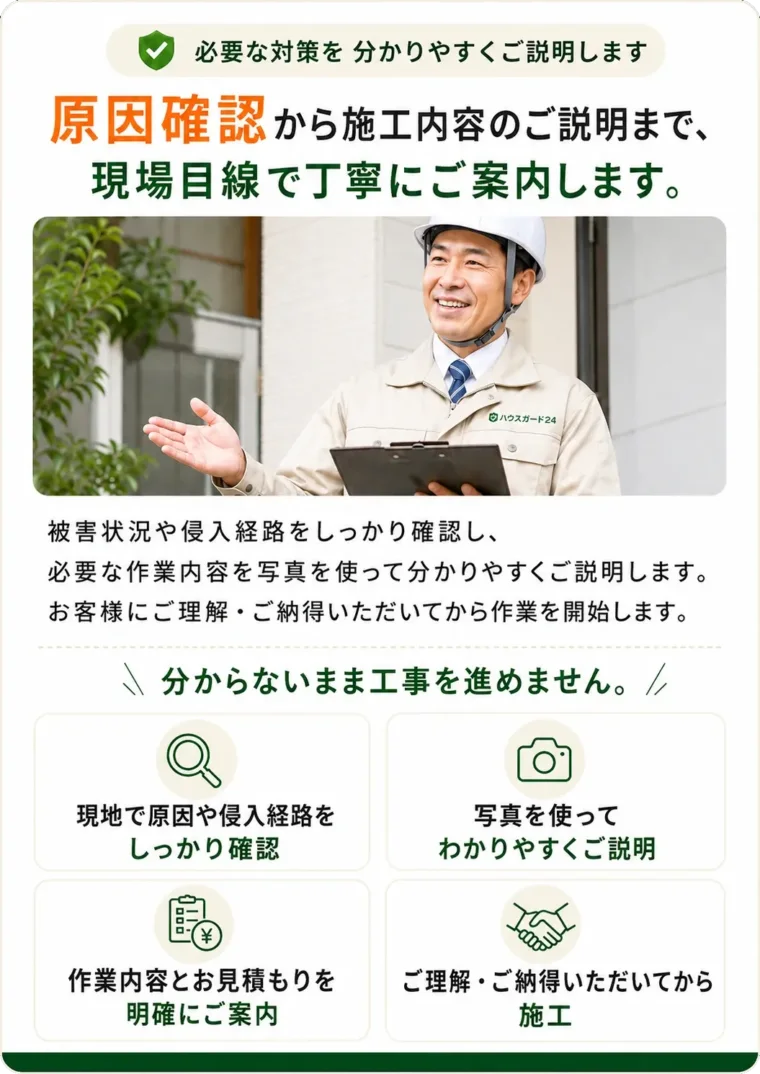 必要な対策を 分かりやすくご説明します
原因確認から施工内容のご説明まで、
現場目線で丁寧にご案内します。
ハウスガード24
被害状況や侵入経路をしっかり確認し、
必要な作業内容を写真を使って分かりやすくご説明します。
お客様にご理解・ご納得いただいてから作業を開始します。
分からないまま工事を進めません。
現地で原因や侵入経路を
しっかり確認
写真を使って
わかりやすくご説明
作業内容とお見積もりを
明確にご案内
ご理解・ご納得いただいてから
施工